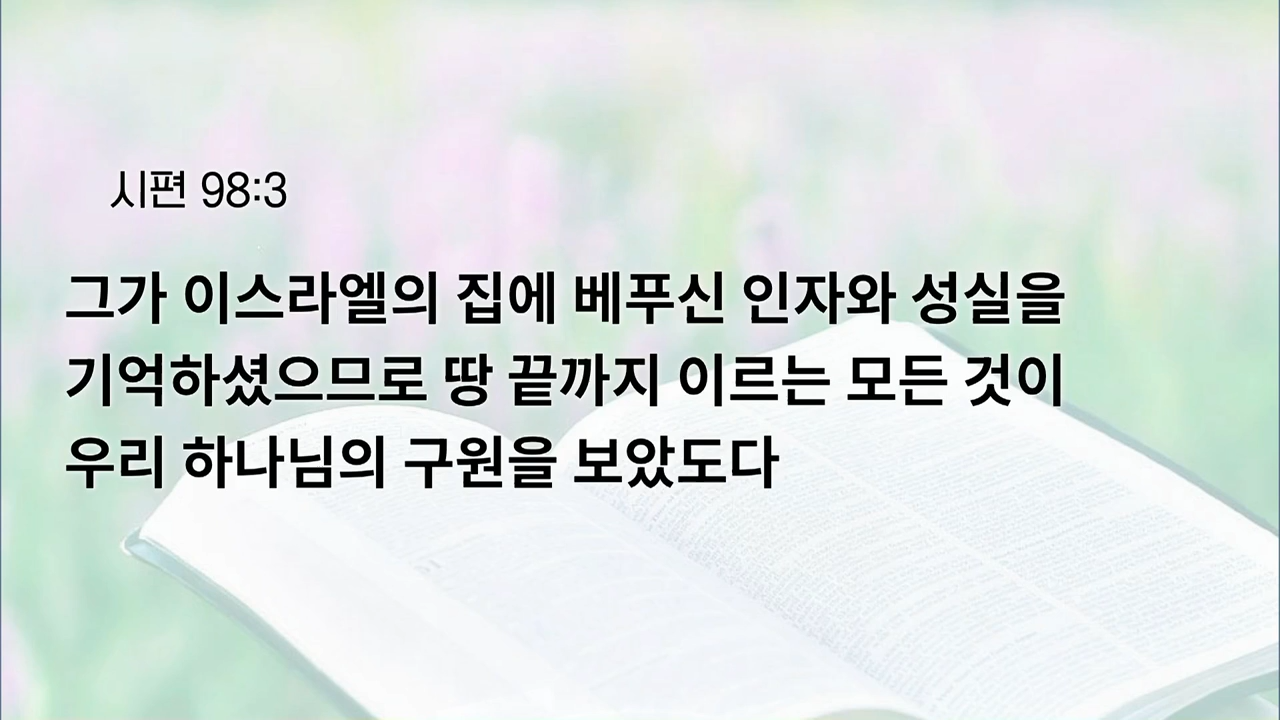 시편 98:3
그가 이스라엘의 집에 베푸신 인자와 성실을
기억하셨으므로 땅 끝까지 이르는 모든 것이
우리 하나님의 구원을 보았도다